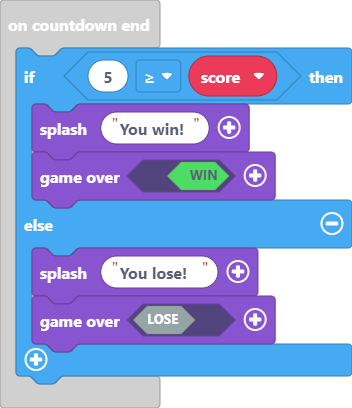 on countdown end
if 5 ≥ score then
splash "You win!"
game over WIN
else
splash "You lose! "
game over LOSE